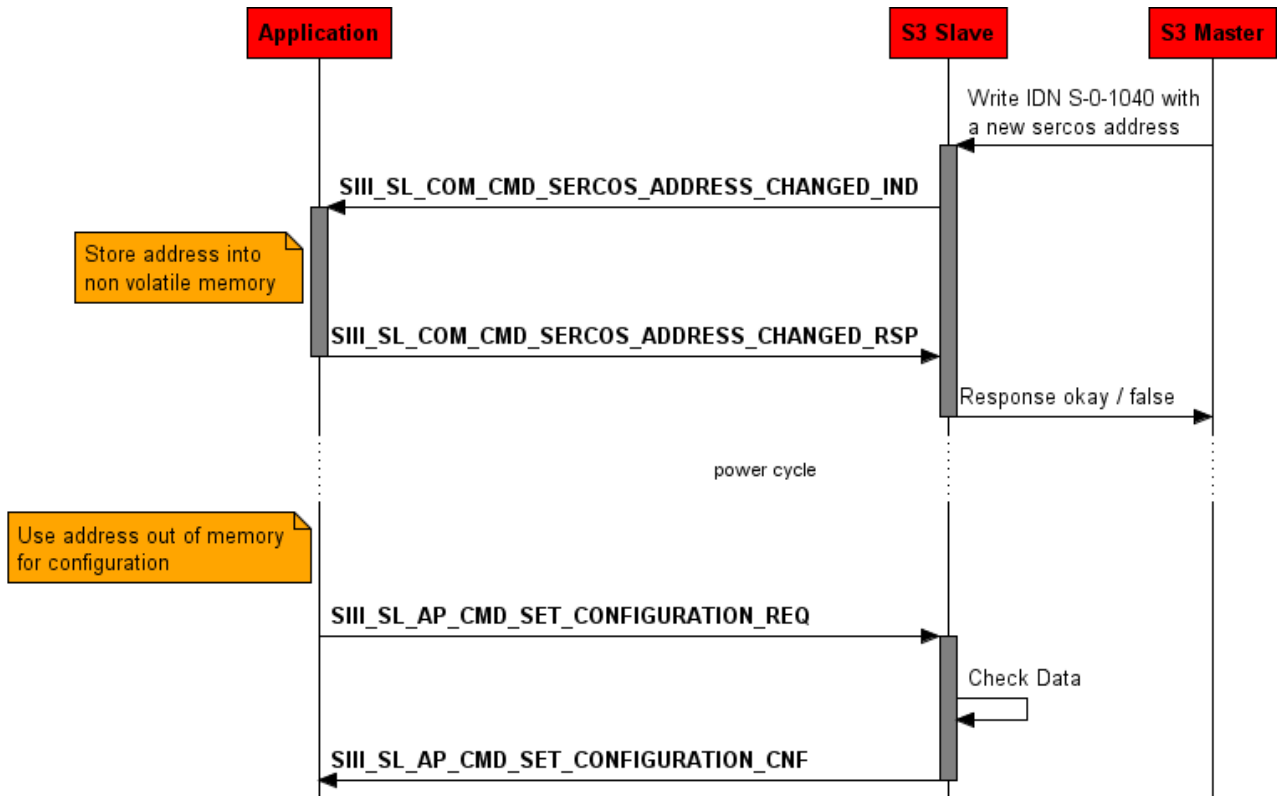 Application
S3 Slave
S3 Master
Write IDN S-0-1040 with
a new sercos address
SIII_SL_COM_CMD_SERCOS_ADDRESS_CHANGED_IND
Store address into
non volatile memory
SIII_SL_COM_CMD_SERCOS_ADDRESS_CHANGED_RSP
Response okay / false
power cycle
Use address out of memory
for configuration
SIII_SL_AP_CMD_SET_CONFIGURATION_REQ
Check Data
SIII_SL_AP_CMD_SET_CONFIGURATION_CNF